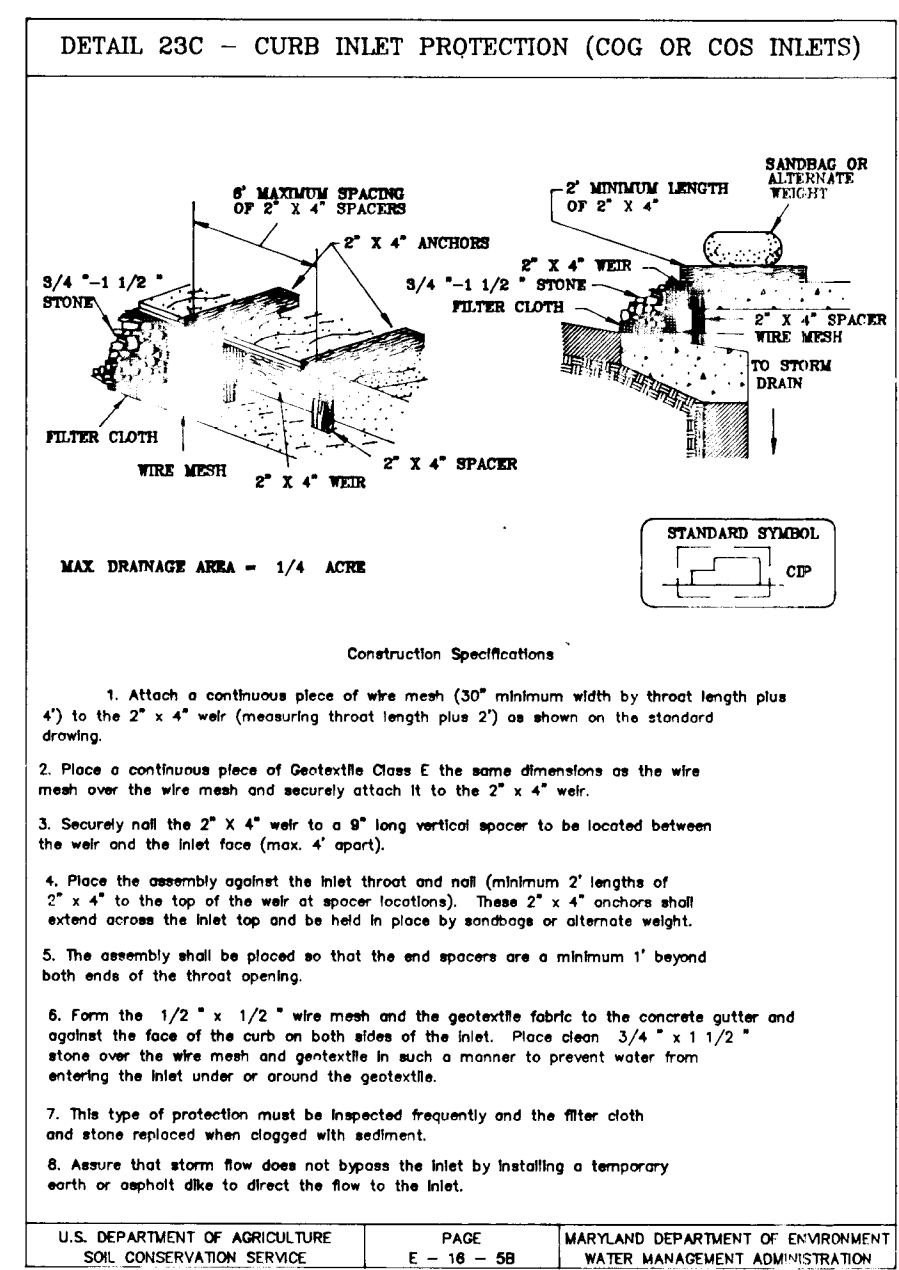 DETAIL 23C - CURB INLET PROTECTION (COG OR COS INLETS)
6' MAXIMUM SPACING
OF 2" X 4" SPACERS
2" X 4" ANCHORS
3/4 "-1 1/2 "
STONE
FILTER CLOTH
WIRE MESH
2" X 4" WEIR
2" X 4" SPACER
SANDBAG OR
ALTERNATE
WEIGHT
2' MINIMUM LENGTH
OF 2" X 4"
2" X 4" WEIR
3/4 "-1 1/2 " STONE
FILTER CLOTH
2" X 4" SPACER
WIRE MESH
TO STORM
DRAIN
MAX. DRAINAGE AREA = 1/4 ACRE
STANDARD SYMBOL
CIP
Construction Specifications
1. Attach a continuous piece of wire mesh (30" minimum width by throat length plus
4') to the 2" x 4" weir (measuring throat length plus 2') as shown on the standard
drawing.
2. Place a continuous piece of Geotextile Class E the same dimensions as the wire
mesh over the wire mesh and securely attach it to the 2" x 4" weir.
3. Securely nail the 2" X 4" weir to a 9" long vertical spacer to be located between
the weir and the inlet face (max. 4' apart).
4. Place the assembly against the inlet throat and nail (minimum 2' lengths of
2" x 4" to the top of the weir at spacer locations). These 2" x 4" anchors shall
extend across the inlet top and be held in place by sandbags or alternate weight.
5. The assembly shall be placed so that the end spacers are a minimum 1' beyond
both ends of the throat opening.
6. Form the 1/2 " x 1/2 " wire mesh and the geotextile fabric to the concrete gutter and
against the face of the curb on both sides of the inlet. Place clean 3/4 " x 1 1/2 "
stone over the wire mesh and geotextile in such a manner to prevent water from
entering the inlet under or around the geotextile.
7. This type of protection must be inspected frequently and the filter cloth
and stone replaced when clogged with sediment.
8. Assure that storm flow does not bypass the inlet by installing a temporary
earth or asphalt dike to direct the flow to the inlet.
U.S. DEPARTMENT OF AGRICULTURE
SOIL CONSERVATION SERVICE
PAGE
E - 16 - 5B
MARYLAND DEPARTMENT OF ENVIRONMENT
WATER MANAGEMENT ADMINISTRATION